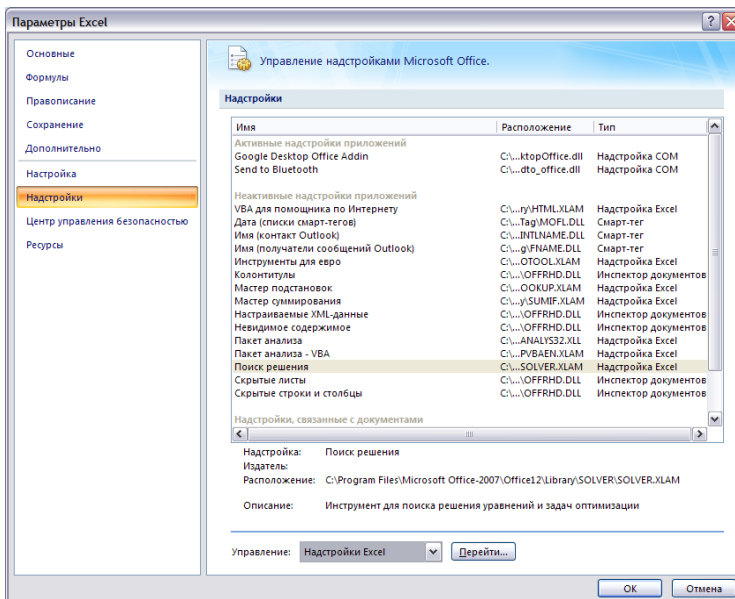 Параметры Excel
Основные
Формулы
Правописание
Сохранение
Дополнительно
Настройка
Надстройки
Центр управления безопасностью
Ресурсы
Управление надстройками Microsoft Office.
Надстройки
Имя Расположение Тип
Активные надстройки приложений
Google Desktop Office Addin C:\...ktopOffice.dll Надстройка COM
Send to Bluetooth C:\...dto_office.dll Надстройка COM
Неактивные надстройки приложений
VBA для помощника по Интернету C:\...ry\HTML.XLAM Надстройка Excel
Дата (списки смарт-тегов) C:\...Tag\MOFL.DLL Смарт-тег
Имя (контакт Outlook) C:\...INTLNAME.DLL Смарт-тег
Имя (получатели сообщений Outlook) C:\...g\FNAME.DLL Смарт-тег
Инструменты для евро C:\...OTOOL.XLAM Надстройка Excel
Колонтитулы C:\...\OFFRHD.DLL Инспектор документов
Мастер подстановок C:\...OOKUP.XLAM Надстройка Excel
Мастер суммирования C:\...y\SUMIF.XLAM Надстройка Excel
Настраиваемые XML-данные C:\...\OFFRHD.DLL Инспектор документов
Невидимое содержимое C:\...\OFFRHD.DLL Инспектор документов
Пакет анализа C:\...ANALYS32.XLL Надстройка Excel
Пакет анализа - VBA C:\...PVBAEN.XLAM Надстройка Excel
Поиск решения C:\...SOLVER.XLAM Надстройка Excel
Скрытые листы C:\...\OFFRHD.DLL Инспектор документов
Скрытые строки и столбцы C:\...\OFFRHD.DLL Инспектор документов
Надстройки, связанные с документами
Надстройка: Поиск решения
Издатель:
Расположение: C:\Program Files\Microsoft Office-2007\Office12\Library\SOLVER\SOLVER.XLAM
Описание: Инструмент для поиска решения уравнений и задач оптимизации
Управление: Надстройки Excel Перейти...
ОК Отмена